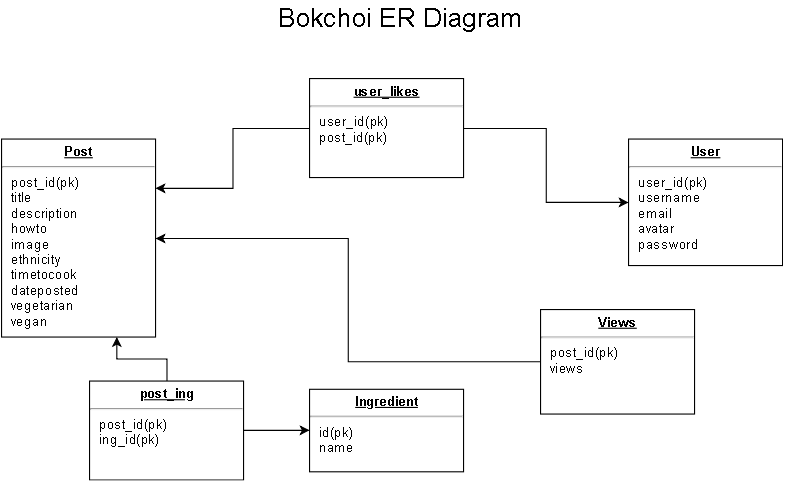 Bokchoi ER Diagram
user_likes
user_id(pk)
post_id(pk)
Post
post_id(pk)
title
description
howto
image
ethnicity
timetocook
dateposted
vegetarian
vegan
User
user_id(pk)
username
email
avatar
password
Views
post_id(pk)
views
post_ing
post_id(pk)
ing_id(pk)
Ingredient
id(pk)
name